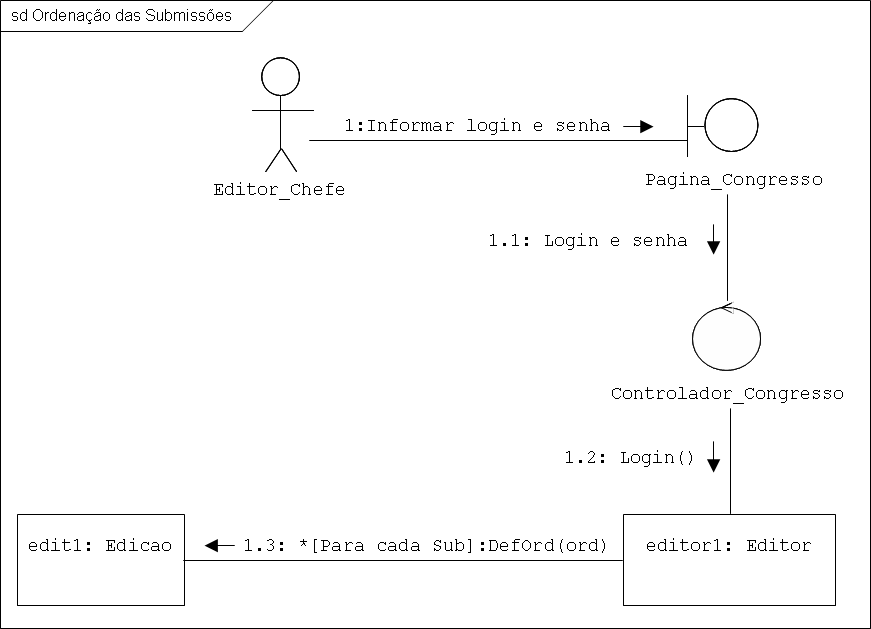 sd Ordenação das Submissões
1:Informar login e senha
Editor_Chefe
Pagina_Congresso
1.1: Login e senha
Controlador_Congresso
1.2: Login()
edit1: Edicao
1.3: *[Para cada Sub]:DefOrd(ord)
editor1: Editor